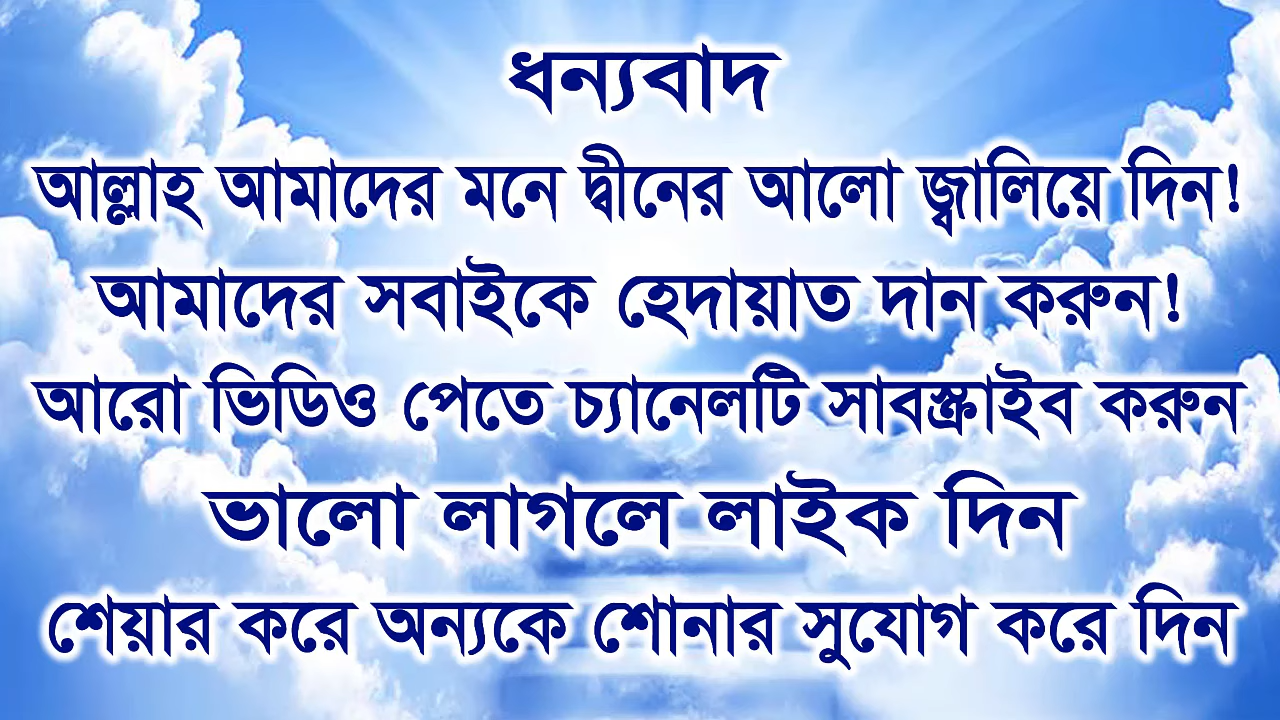 ধন্যবাদ
আল্লাহ আমাদের মনে দ্বীনের আলো জ্বালিয়ে দিন!
আমাদের সবাইকে হেদায়াত দান করুন!
আরো ভিডিও পেতে চ্যানেলটি সাবস্ক্রাইব করুন
ভালো লাগলে লাইক দিন
শেয়ার করে অন্যকে শোনার সুযোগ করে দিন